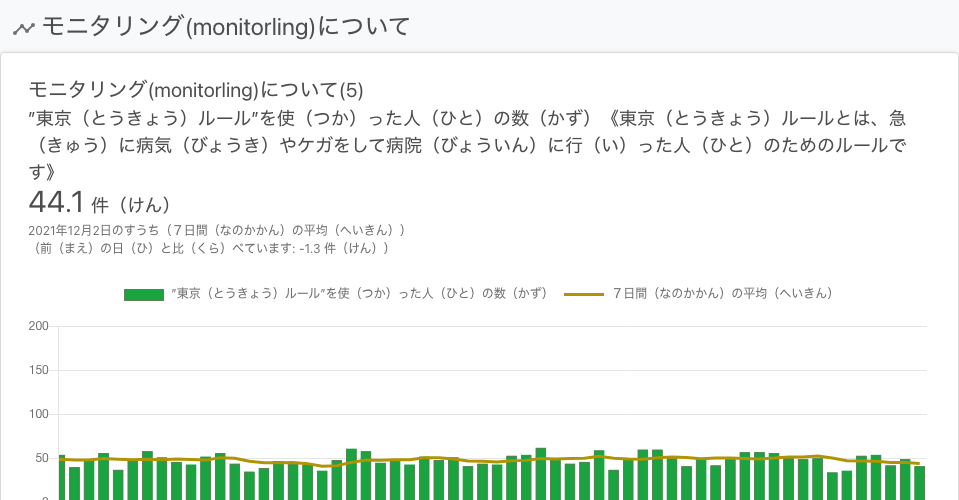 モニタリング(monitorling)について
モニタリング(monitorling)について(5)
”東京（とうきょう）ルール”を使（つか）った人（ひと）の数（かず）《東京（とうきょう）ルールとは、急
（きゅう）に病気（びょうき）やケガをして病院（びょういん）に行（い）った人（ひと）のためのルールで
す》
44.1 件（けん）
2021年12月2日のすうち（７日間（なのかかん）の平均（へいきん））
（前（まえ）の日（ひ）と比（くら）べています: -1.3 件（けん））
”東京（とうきょう）ルール”を使（つか）った人（ひと）の数（かず） ７日間（なのかかん）の平均（へいきん）
200
150
100
50
0